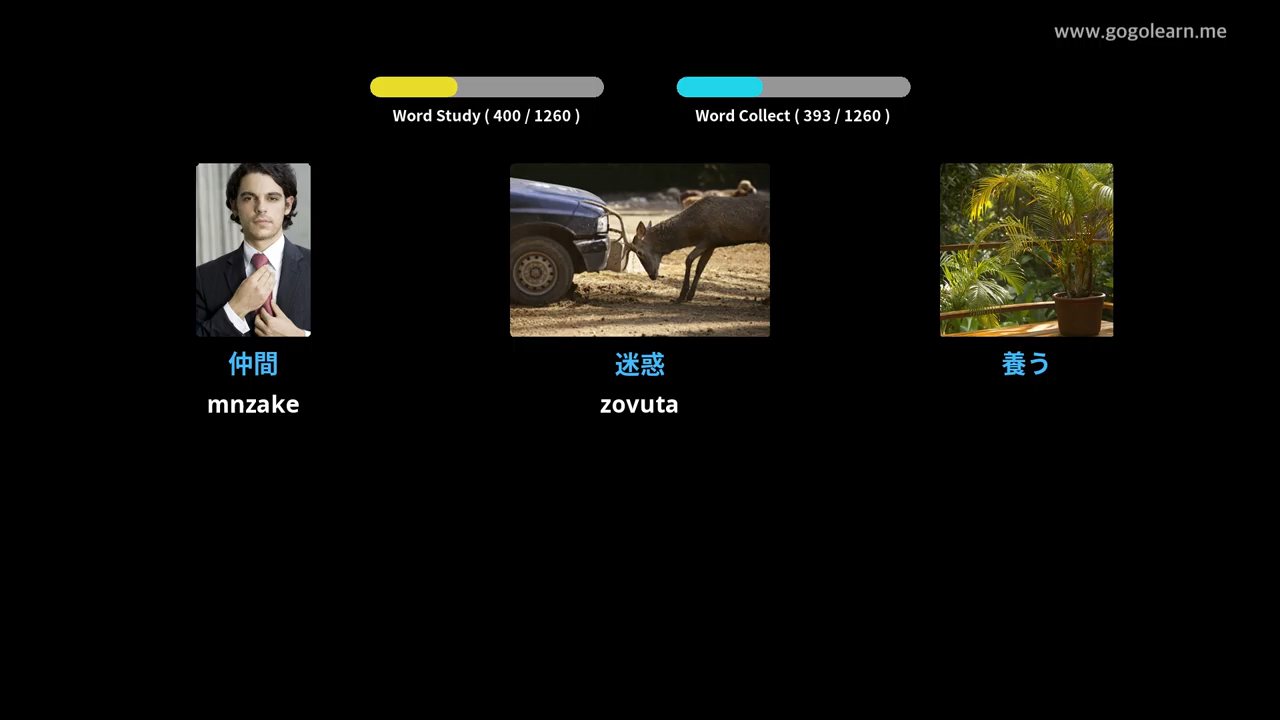 www.gogolearn.me
Word Study ( 400 / 1260 )
Word Collect ( 393 / 1260 )
仲間
迷惑
養う
mnzake
zovuta